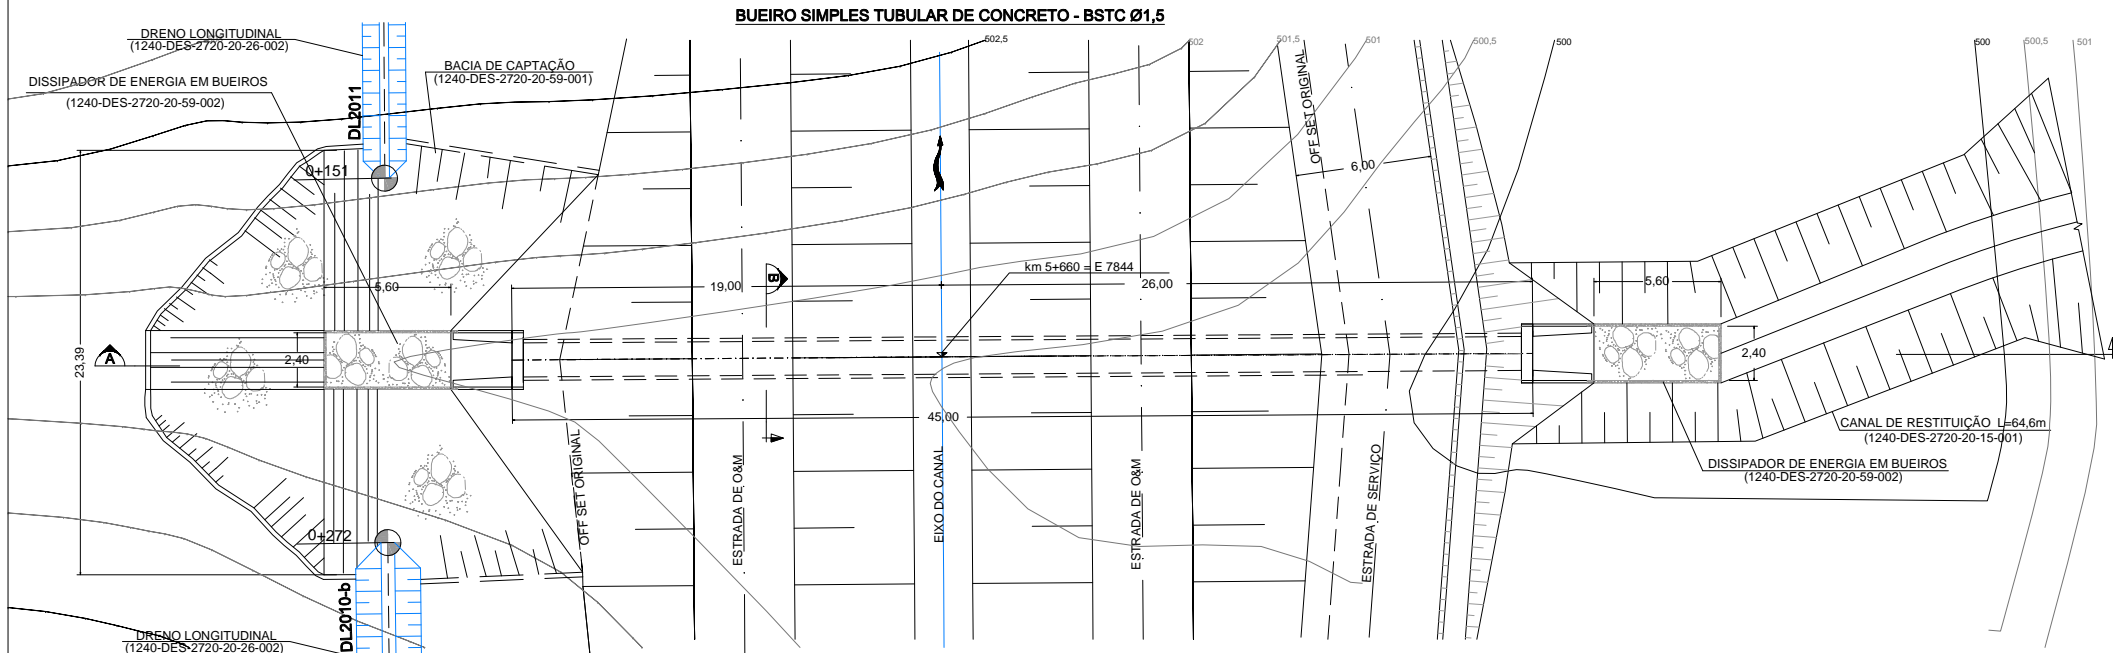 BUEIRO SIMPLES TUBULAR DE CONCRETO - BSTC Ø1,5
DRENO LONGITUDINAL
(1240-DES-2720-20-26-002)
DISSIPADOR DE ENERGIA EM BUEIROS
(1240-DES-2720-20-59-002)
BACIA DE CAPTAÇÃO
(1240-DES-2720-20-59-001)
DL2011
502,5
502
501,5
501
500,5
500
500
500,5
501
OFF SET ORIGINAL
6,00
0+151
5,60
19,00
B
km 5+660 = E 7844
26,00
5,60
23,39
A
2,40
2,40
45,00
CANAL DE RESTITUIÇÃO L=64,6m
(1240-DES-2720-20-15-001)
DISSIPADOR DE ENERGIA EM BUEIROS
(1240-DES-2720-20-59-002)
OFF SET ORIGINAL
ESTRADA DE O&M
EIXO DO CANAL
ESTRADA DE O&M
ESTRADA DE SERVIÇO
0+272
DL2010-b
DRENO LONGITUDINAL
(1240-DES-2720-20-26-002)